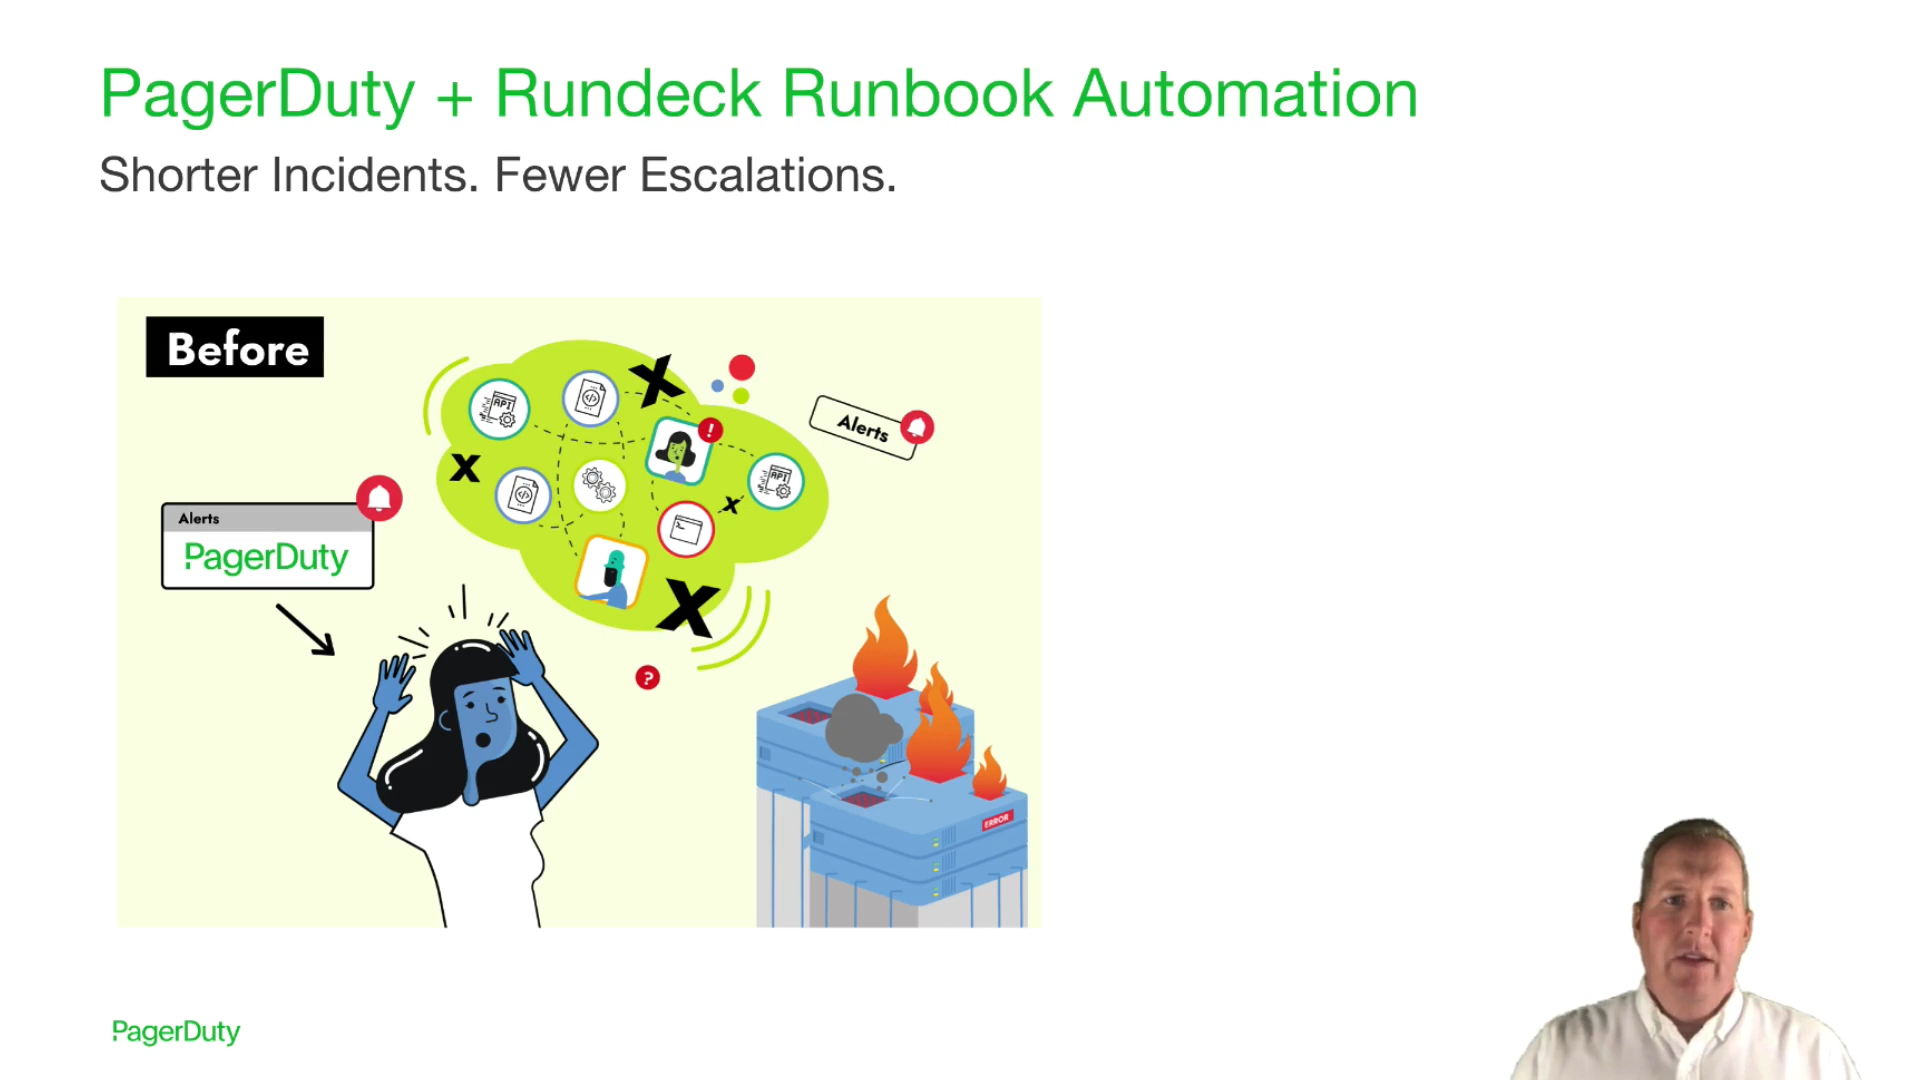 PagerDuty + Rundeck Runbook Automation
Shorter Incidents. Fewer Escalations.
Before
API
X
!
Alerts
X
API
x
Alerts
PagerDuty
X
?
ERROR
PagerDuty